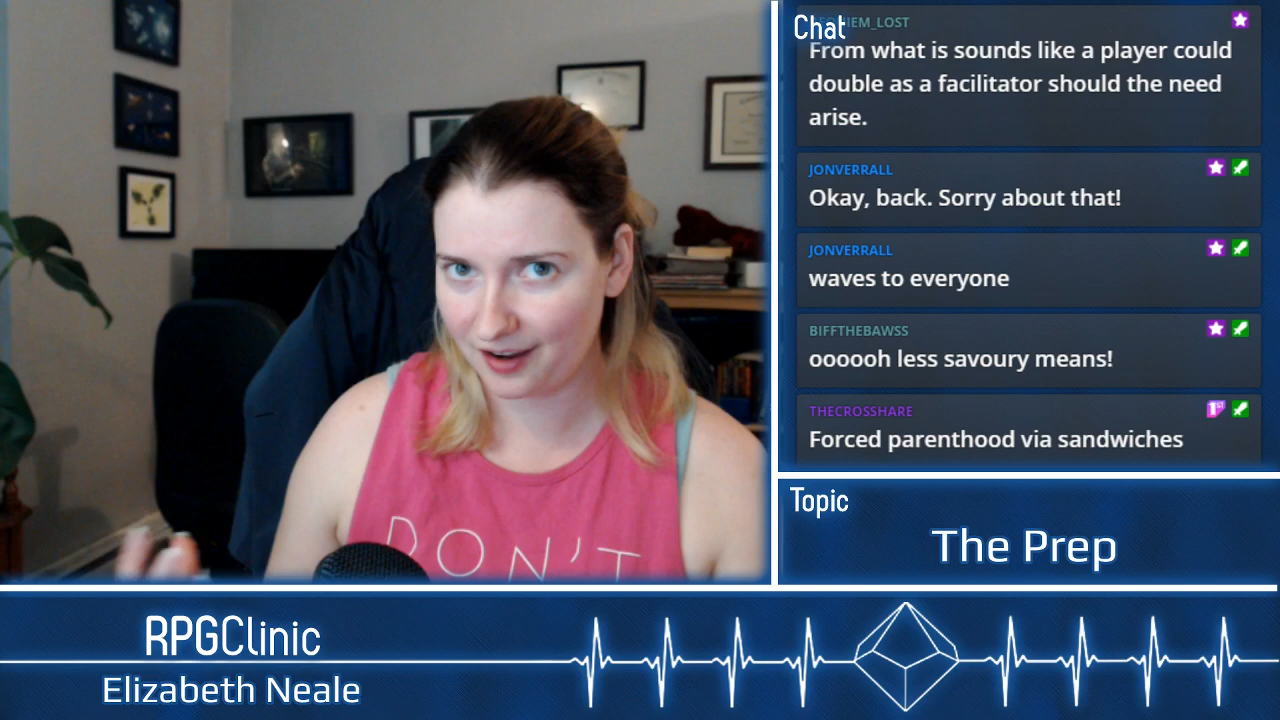 Chat
From what is sounds like a player could
double as a facilitator should the need
arise.
JONVERRALL
Okay, back. Sorry about that!
JONVERRALL
waves to everyone
BIFFTHEBAWSS
oooooh less savoury means!
THECROSSHARE
1ST
Forced parenthood via sandwiches
Topic
The Prep
DON'T
RPGClinic
Elizabeth Neale